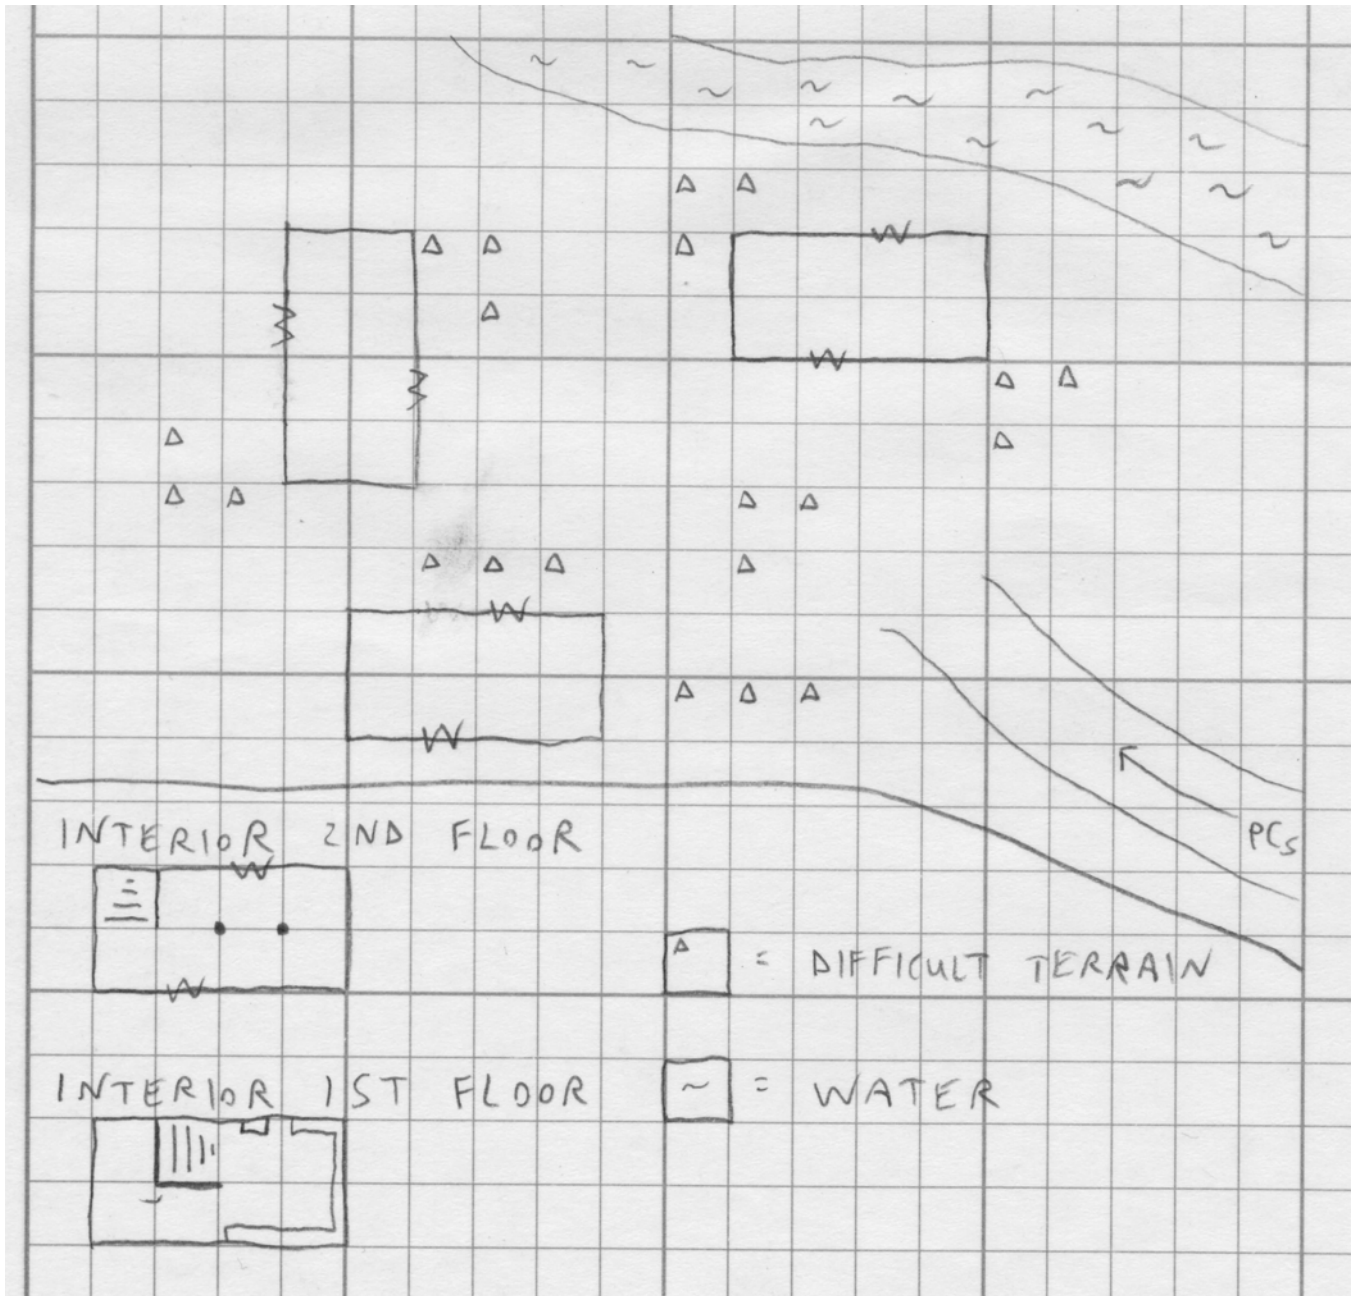 PCs
INTERIOR 2ND FLOOR
= DIFFICULT TERRAIN
INTERIOR 1ST FLOOR
~ = WATER